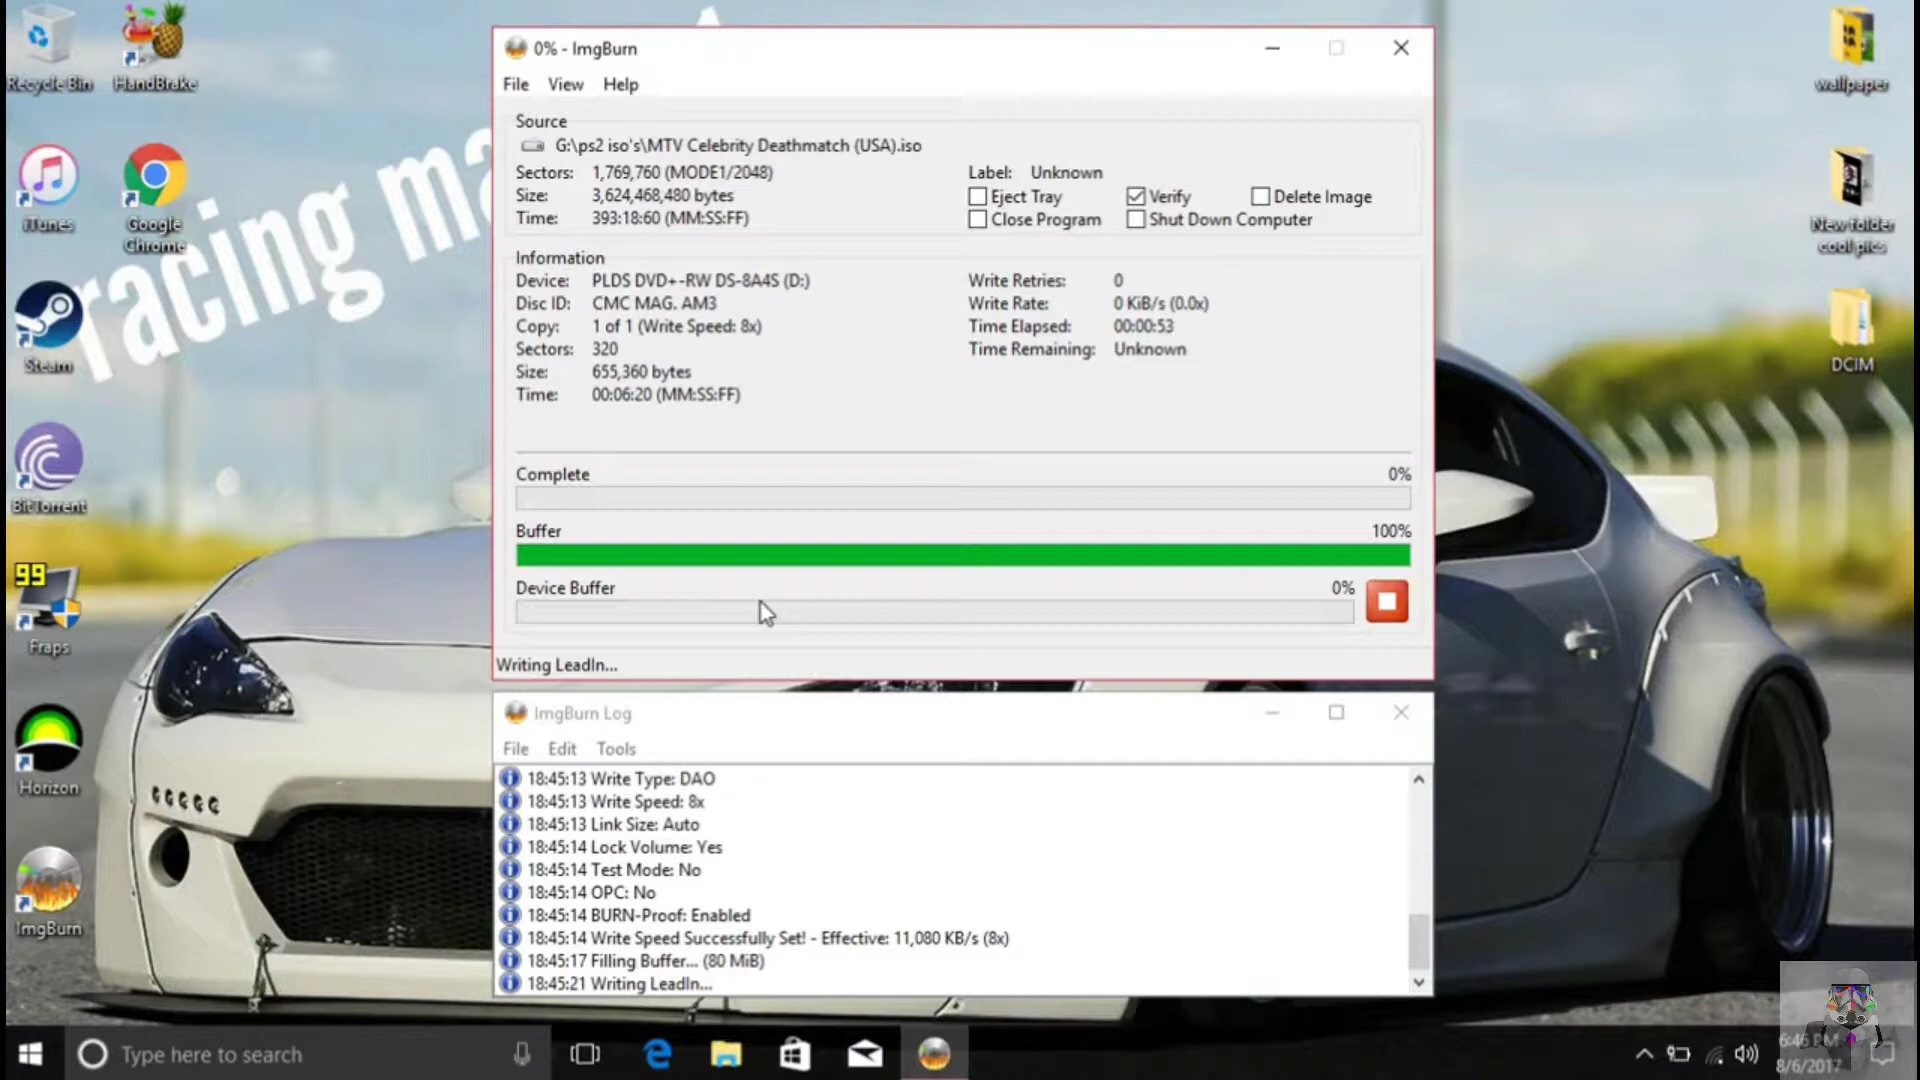 Recycle Bin
HandBrake
iTunes
Google
Chrome
Steam
BitTorrent
99
Fraps
Horizon
ImgBurn
racing ma
wallpaper
New folder
cool pics
DCIM
0% - ImgBurn
File View Help
Source
G:\ps2 iso's\MTV Celebrity Deathmatch (USA).iso
Sectors: 1,769,760 (MODE1/2048)
Size: 3,624,468,480 bytes
Time: 393:18:60 (MM:SS:FF)
Label: Unknown
Eject Tray Verify Delete Image
Close Program Shut Down Computer
Information
Device: PLDS DVD+-RW DS-8A4S (D:)
Disc ID: CMC MAG. AM3
Copy: 1 of 1 (Write Speed: 8x)
Sectors: 320
Size: 655,360 bytes
Time: 00:06:20 (MM:SS:FF)
Write Retries: 0
Write Rate: 0 KiB/s (0.0x)
Time Elapsed: 00:00:53
Time Remaining: Unknown
Complete 0%
Buffer 100%
Device Buffer 0%
Writing LeadIn...
ImgBurn Log
File Edit Tools
18:45:13 Write Type: DAO
18:45:13 Write Speed: 8x
18:45:13 Link Size: Auto
18:45:14 Lock Volume: Yes
18:45:14 Test Mode: No
18:45:14 OPC: No
18:45:14 BURN-Proof: Enabled
18:45:14 Write Speed Successfully Set! - Effective: 11,080 KB/s (8x)
18:45:17 Filling Buffer... (80 MiB)
18:45:21 Writing LeadIn...
Type here to search
6:46 PM
8/6/2017